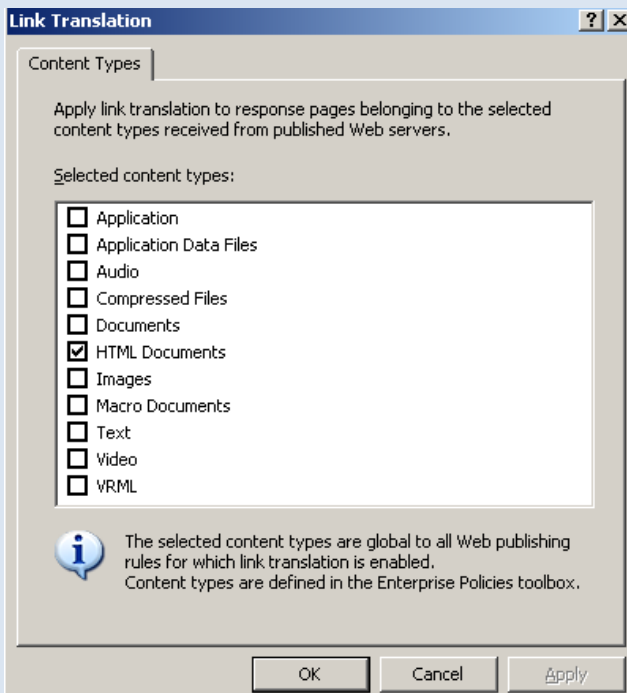 Link Translation
Content Types
Apply link translation to response pages belonging to the selected
content types received from published Web servers.
Selected content types:
Application
Application Data Files
Audio
Compressed Files
Documents
HTML Documents
Images
Macro Documents
Text
Video
VRML
The selected content types are global to all Web publishing
rules for which link translation is enabled.
Content types are defined in the Enterprise Policies toolbox.
OK Cancel Apply